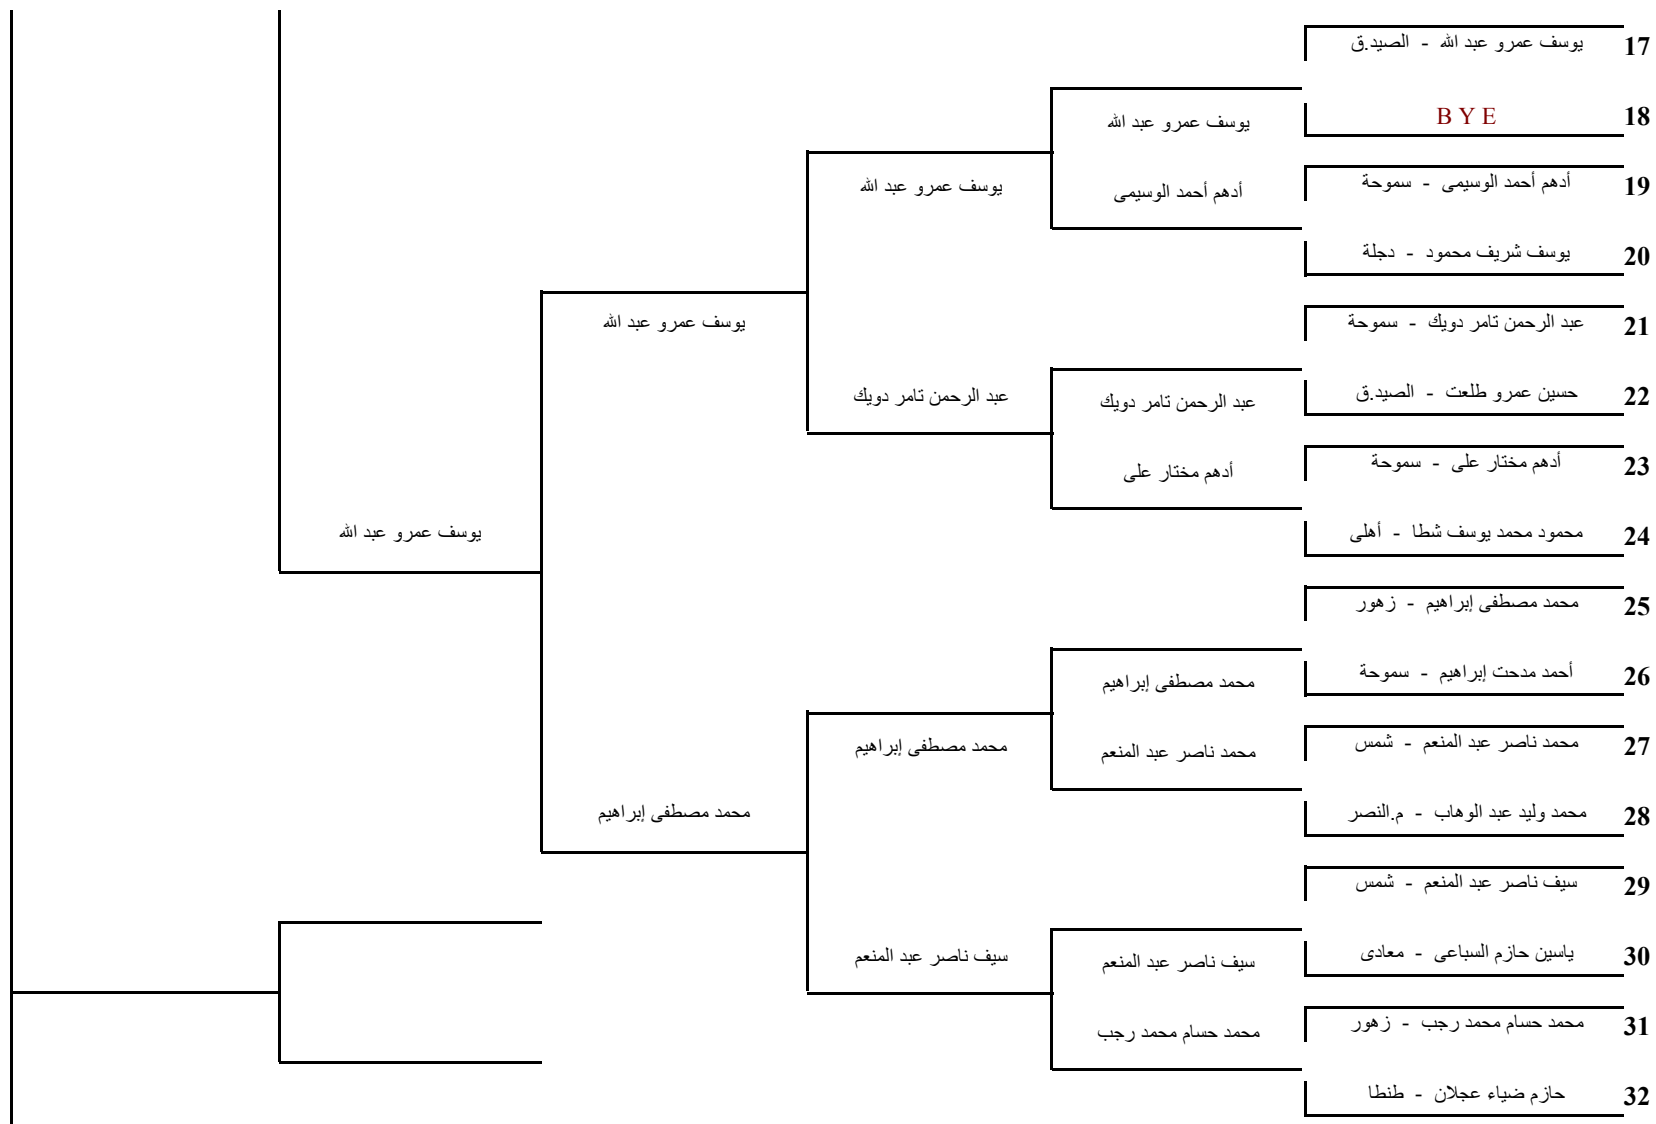 17 يوسف عمرو عبد الله - الصيد.ق
18 B Y E
يوسف عمرو عبد الله
19 أدهم أحمد الوسيمى - سموحة
أدهم أحمد الوسيمى
يوسف عمرو عبد الله
20 يوسف شريف محمود - دجلة
21 عبد الرحمن تامر دويك - سموحة
يوسف عمرو عبد الله
22 حسين عمرو طلعت - الصيد.ق
عبد الرحمن تامر دويك
عبد الرحمن تامر دويك
23 أدهم مختار على - سموحة
أدهم مختار على
24 محمود محمد يوسف شطا - أهلى
يوسف عمرو عبد الله
25 محمد مصطفى إبراهيم - زهور
26 أحمد مدحت إبراهيم - سموحة
محمد مصطفى إبراهيم
27 محمد ناصر عبد المنعم - شمس
محمد ناصر عبد المنعم
محمد مصطفى إبراهيم
28 محمد وليد عبد الوهاب - م.النصر
محمد مصطفى إبراهيم
29 سيف ناصر عبد المنعم - شمس
30 ياسين حازم السباعى - معادى
سيف ناصر عبد المنعم
سيف ناصر عبد المنعم
31 محمد حسام محمد رجب - زهور
محمد حسام محمد رجب
32 حازم ضياء عجلان - طنطا